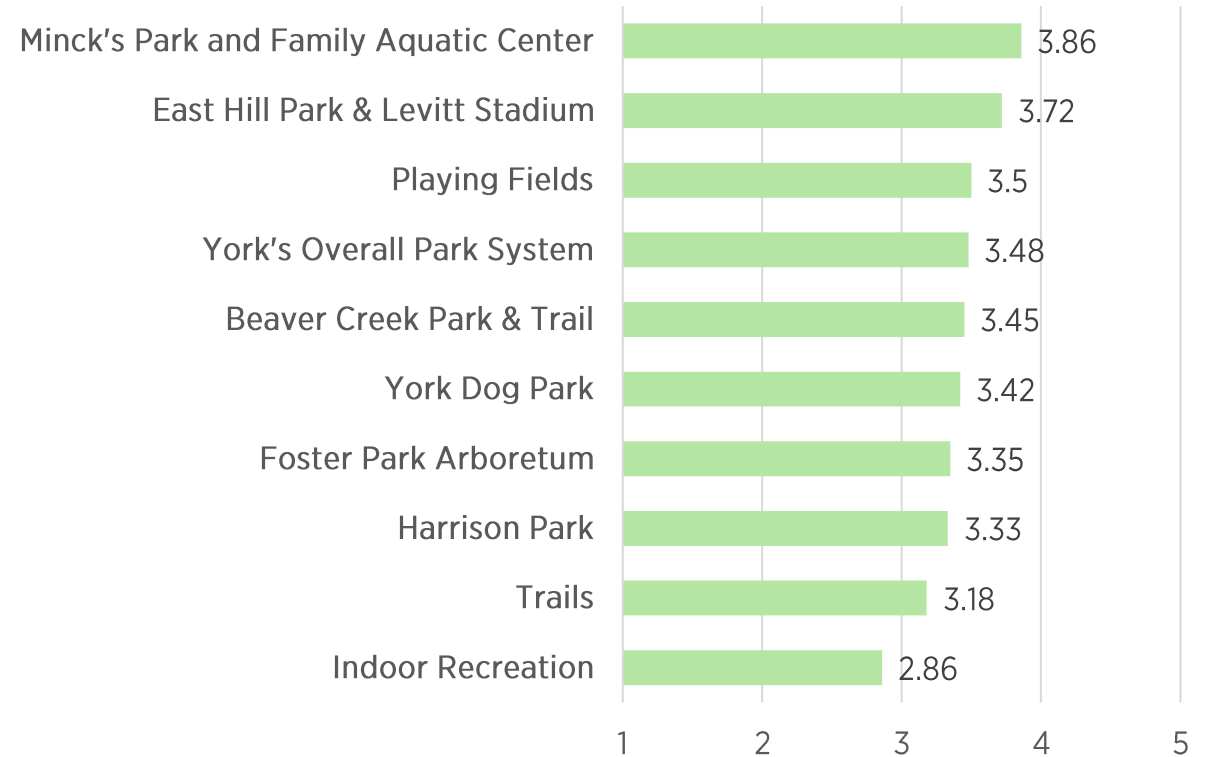 Minck's Park and Family Aquatic Center 3.86
East Hill Park & Levitt Stadium 3.72
Playing Fields 3.5
York's Overall Park System 3.48
Beaver Creek Park & Trail 3.45
York Dog Park 3.42
Foster Park Arboretum 3.35
Harrison Park 3.33
Trails 3.18
Indoor Recreation 2.86
1 2 3 4 5